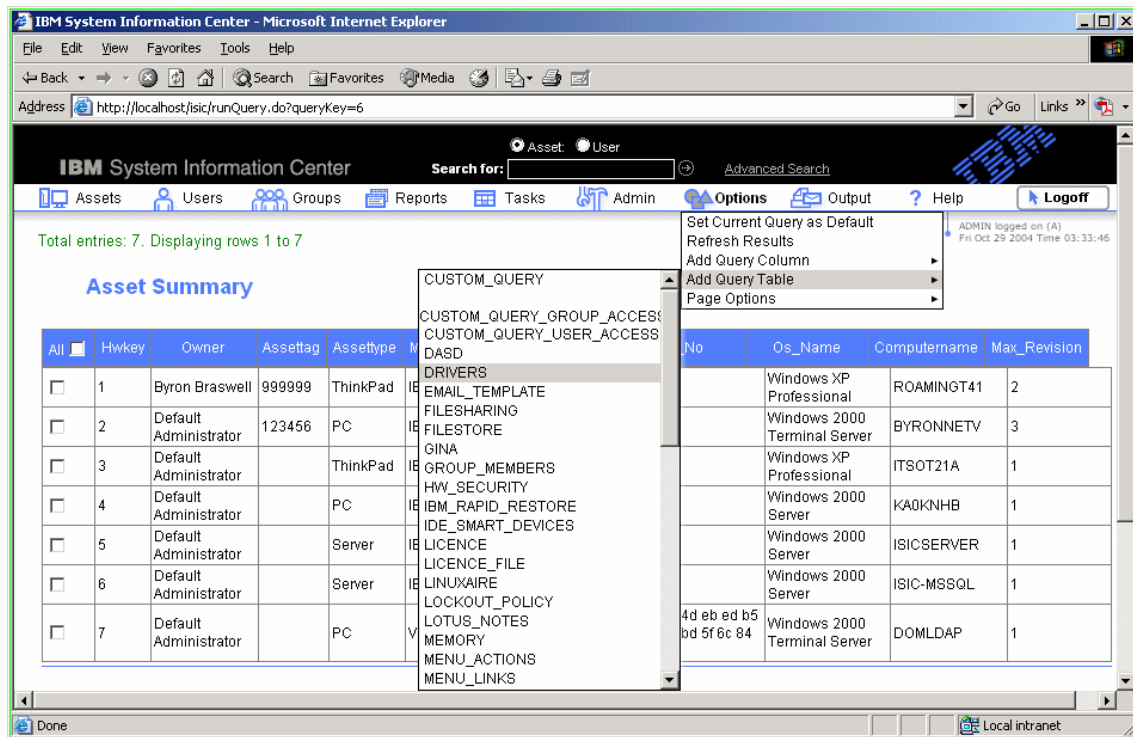 IBM System Information Center - Microsoft Internet Explorer
File Edit View Favorites Tools Help
Back Search Favorites Media
Address http://localhost/isic/runQuery.do?queryKey=6 Go Links »
Asset User
IBM System Information Center Search for: Advanced Search
IBM
Assets Users Groups Reports Tasks Admin Options Output ? Help Logoff
Total entries: 7. Displaying rows 1 to 7
ADMIN logged on (A)
Fri Oct 29 2004 Time 03:33:46
Set Current Query as Default
Refresh Results
Add Query Column
Add Query Table
Page Options
Asset Summary
CUSTOM_QUERY
CUSTOM_QUERY_GROUP_ACCESS
CUSTOM_QUERY_USER_ACCESS
DASD
DRIVERS
EMAIL_TEMPLATE
FILESHARING
FILESTORE
GINA
GROUP_MEMBERS
HW_SECURITY
IBM_RAPID_RESTORE
IDE_SMART_DEVICES
LICENCE
LICENCE_FILE
LINUXAIRE
LOCKOUT_POLICY
LOTUS_NOTES
MEMORY
MENU_ACTIONS
MENU_LINKS
All Hwkey Owner Assettag Assettype M _No Os_Name Computername Max_Revision
1 Byron Braswell 999999 ThinkPad IE Windows XP Professional ROAMINGT41 2
2 Default Administrator 123456 PC IE Windows 2000 Terminal Server BYRONNETV 3
3 Default Administrator ThinkPad IE Windows XP Professional ITSOT21A 1
4 Default Administrator PC IE Windows 2000 Server KA0KNHB 1
5 Default Administrator Server IE Windows 2000 Server ISICSERVER 1
6 Default Administrator Server IE Windows 2000 Server ISIC-MSSQL 1
7 Default Administrator PC V 4d eb ed b5 bd 5f 6c 84 Windows 2000 Terminal Server DOMLDAP 1
Done Local intranet